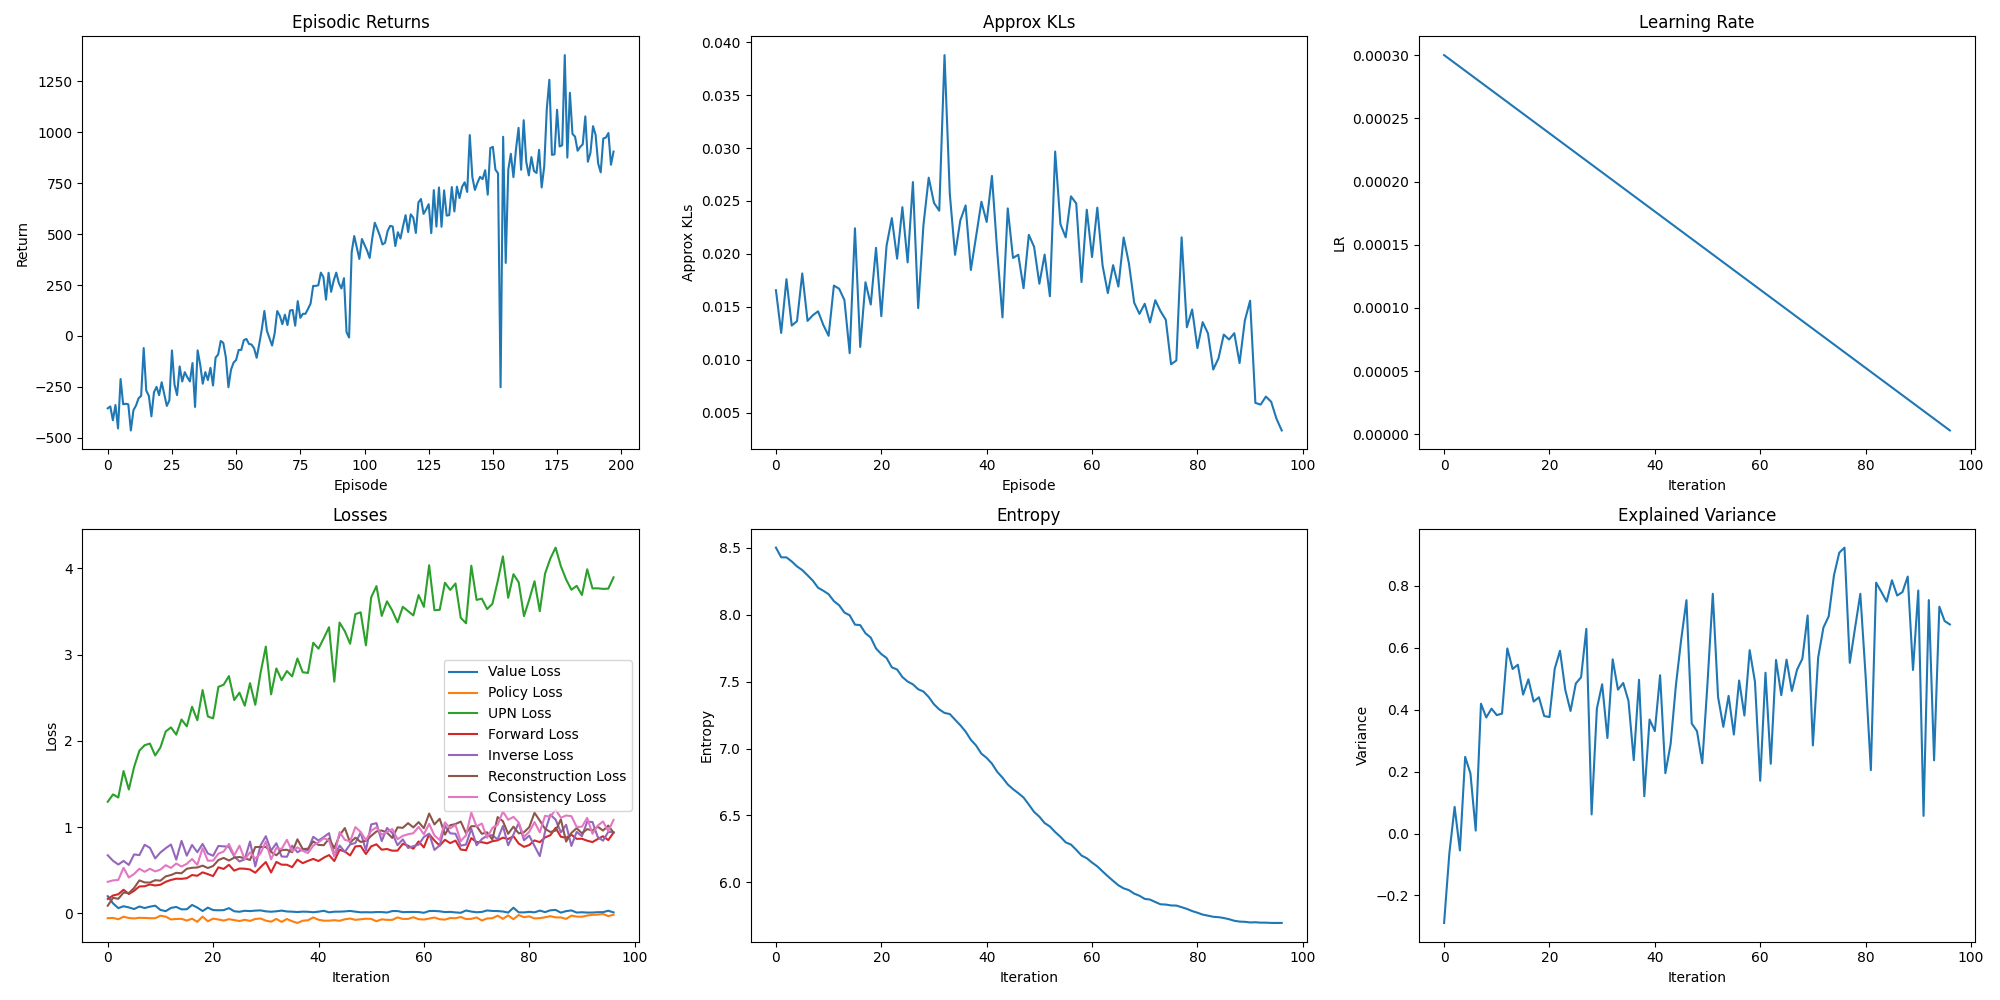 Episodic Returns
Return
1250
1000
750
500
250
0
−250
−500
0 25 50 75 100 125 150 175 200
Episode
Approx KLs
Approx KLs
0.040
0.035
0.030
0.025
0.020
0.015
0.010
0.005
0 20 40 60 80 100
Episode
Learning Rate
LR
0.00030
0.00025
0.00020
0.00015
0.00010
0.00005
0.00000
0 20 40 60 80 100
Iteration
Losses
Loss
4
3
2
1
0
Value Loss
Policy Loss
UPN Loss
Forward Loss
Inverse Loss
Reconstruction Loss
Consistency Loss
0 20 40 60 80 100
Iteration
Entropy
Entropy
8.5
8.0
7.5
7.0
6.5
6.0
0 20 40 60 80 100
Iteration
Explained Variance
Variance
0.8
0.6
0.4
0.2
0.0
−0.2
0 20 40 60 80 100
Iteration